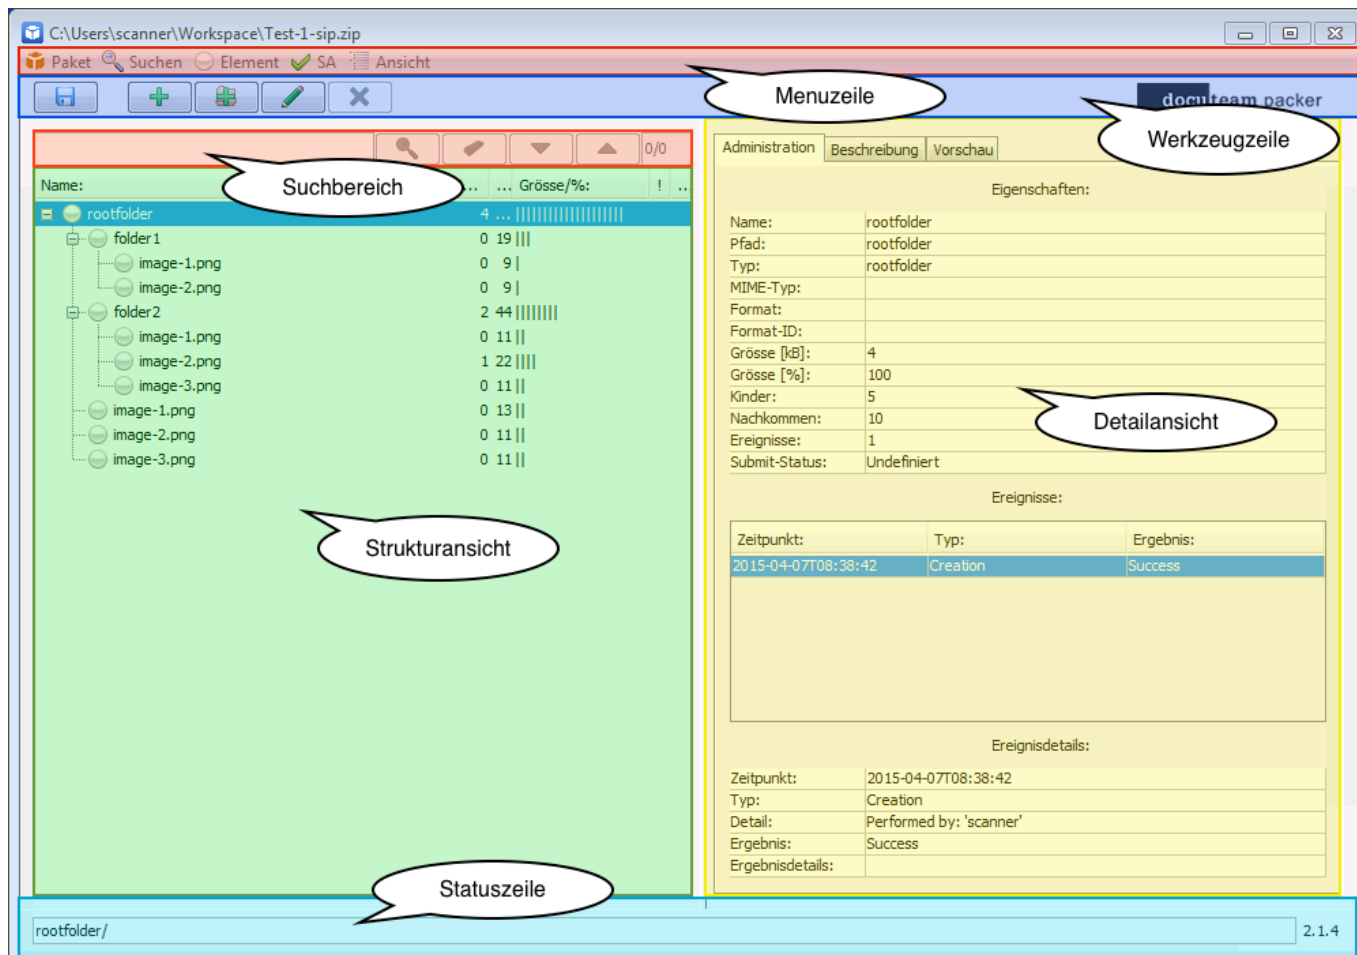 C:\Users\scanner\Workspace\Test-1-sip.zip
Paket Suchen Element SA Ansicht
Menuzeile
docuteam packer
Werkzeugzeile
0/0
Suchbereich
Name: ... ... Grösse/%: ! ...
rootfolder 4 ...
folder1 0 19
image-1.png 0 9
image-2.png 0 9
folder2 2 44
image-1.png 0 11
image-2.png 1 22
image-3.png 0 11
image-1.png 0 13
image-2.png 0 11
image-3.png 0 11
Strukturansicht
Administration Beschreibung Vorschau
Eigenschaften:
Name: rootfolder
Pfad: rootfolder
Typ: rootfolder
MIME-Typ:
Format:
Format-ID:
Grösse [kB]: 4
Grösse [%]: 100
Kinder: 5
Nachkommen: 10
Ereignisse: 1
Submit-Status: Undefiniert
Detailansicht
Ereignisse:
Zeitpunkt: Typ: Ergebnis:
2015-04-07T08:38:42 Creation Success
Ereignisdetails:
Zeitpunkt: 2015-04-07T08:38:42
Typ: Creation
Detail: Performed by: 'scanner'
Ergebnis: Success
Ergebnisdetails:
Statuszeile
rootfolder/ 2.1.4